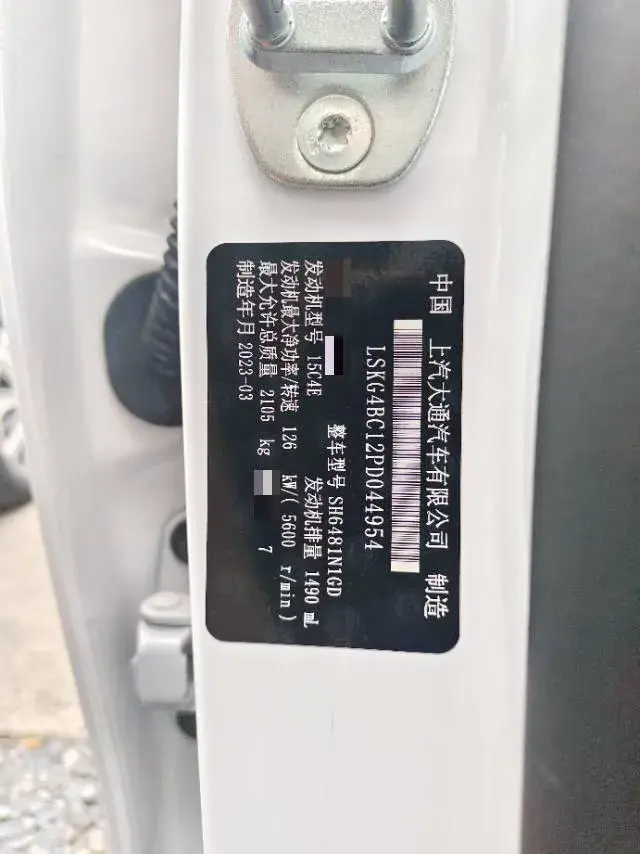 中国 上汽大通汽车有限公司 制造
LSKG4BC12PD044954
整车型号 SH6481N1GD
发动机型号 15C4E 发动机排量 1490 mL
发动机最大净功率/转速 126 kW/( 5600 r/min )
最大允许总质量 2105 kg 7
制造年月 2023-03